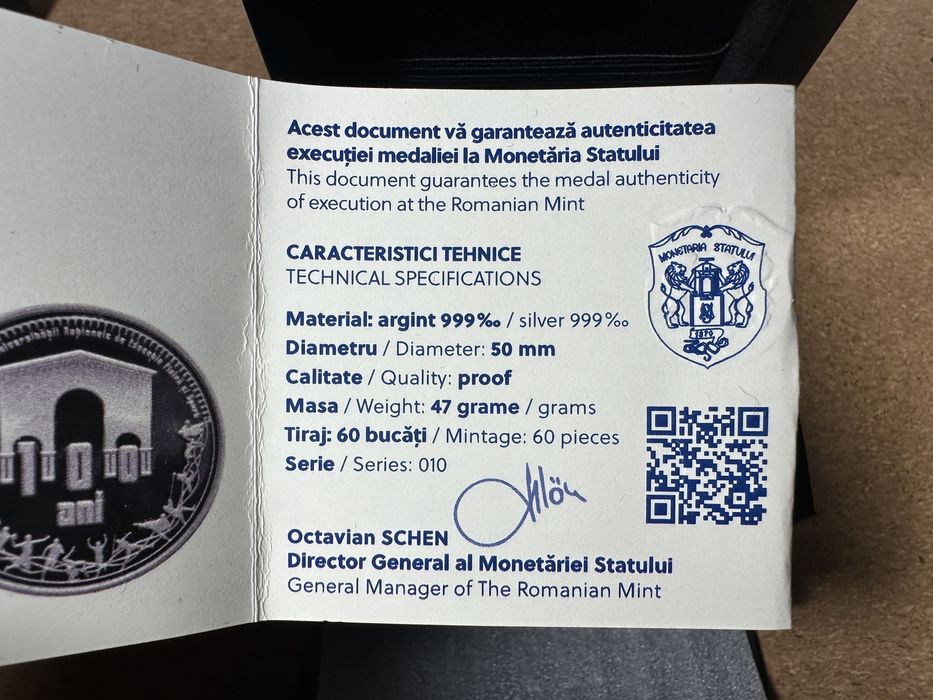 Acest document vă garantează autenticitatea
execuției medaliei la Monetăria Statului
This document guarantees the medal authenticity
of execution at the Romanian Mint
CARACTERISTICI TEHNICE
TECHNICAL SPECIFICATIONS
Material: argint 999‰ / silver 999‰
Diametru / Diameter: 50 mm
Calitate / Quality: proof
Masa / Weight: 47 grame / grams
Tiraj: 60 bucăți / Mintage: 60 pieces
Serie / Series: 010
Octavian SCHEN
Director General al Monetăriei Statului
General Manager of The Romanian Mint
MONETARIA STATULUI
1870
100
ani